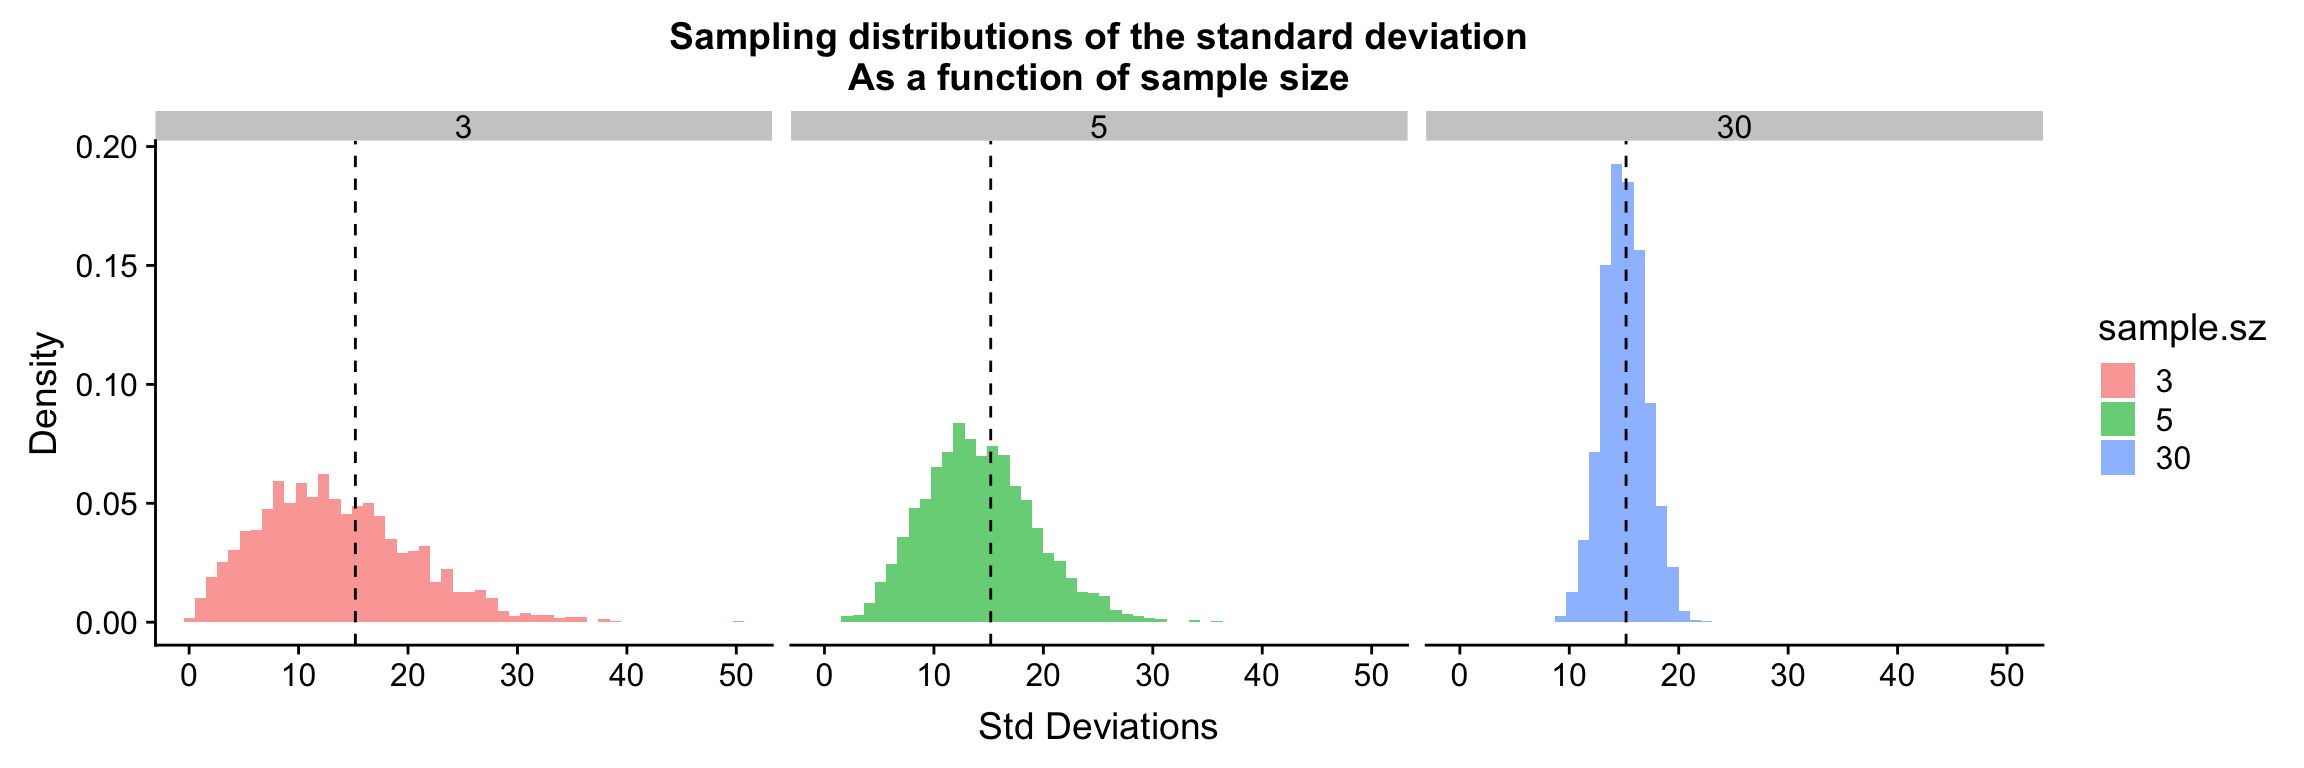 Sampling distributions of the standard deviation
As a function of sample size
3
5
30
0.20
0.15
0.10
0.05
0.00
Density
0 10 20 30 40 50
0 10 20 30 40 50
0 10 20 30 40 50
Std Deviations
sample.sz
3
5
30